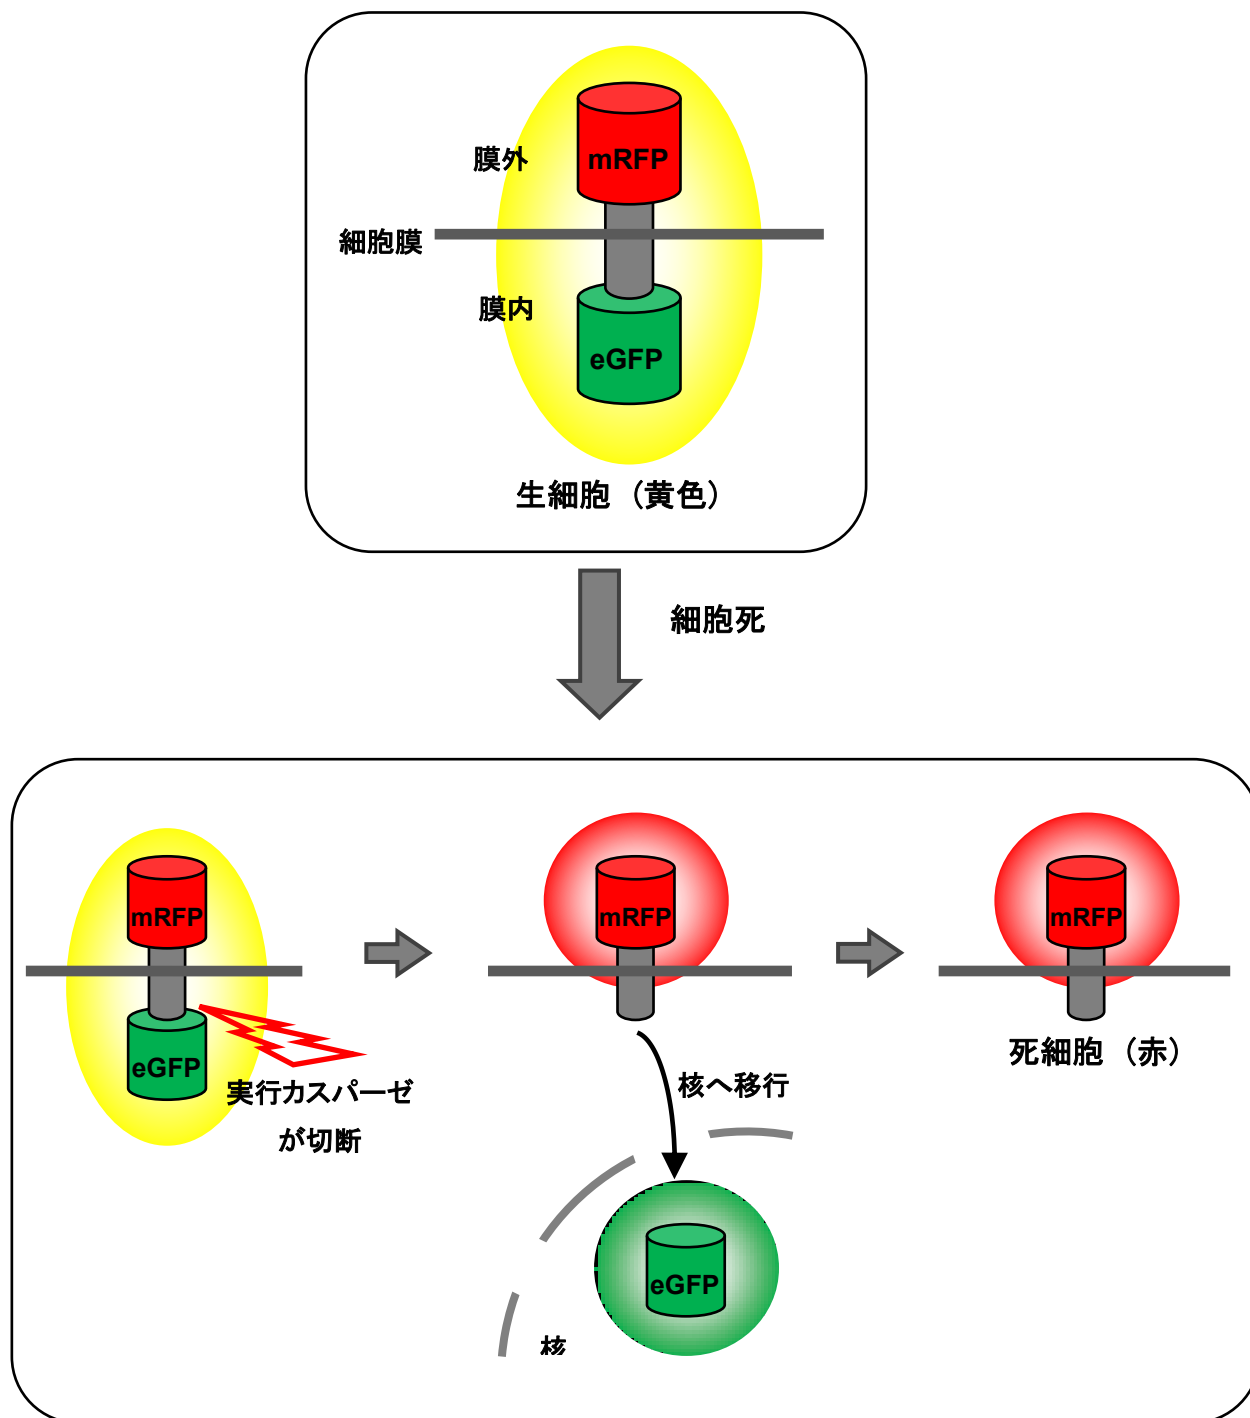 mRFP
膜外
細胞膜
膜内
eGFP
生細胞（黄色）
細胞死
mRFP
mRFP
mRFP
eGFP
実行カスパーゼ
が切断
核へ移行
死細胞（赤）
eGFP
核